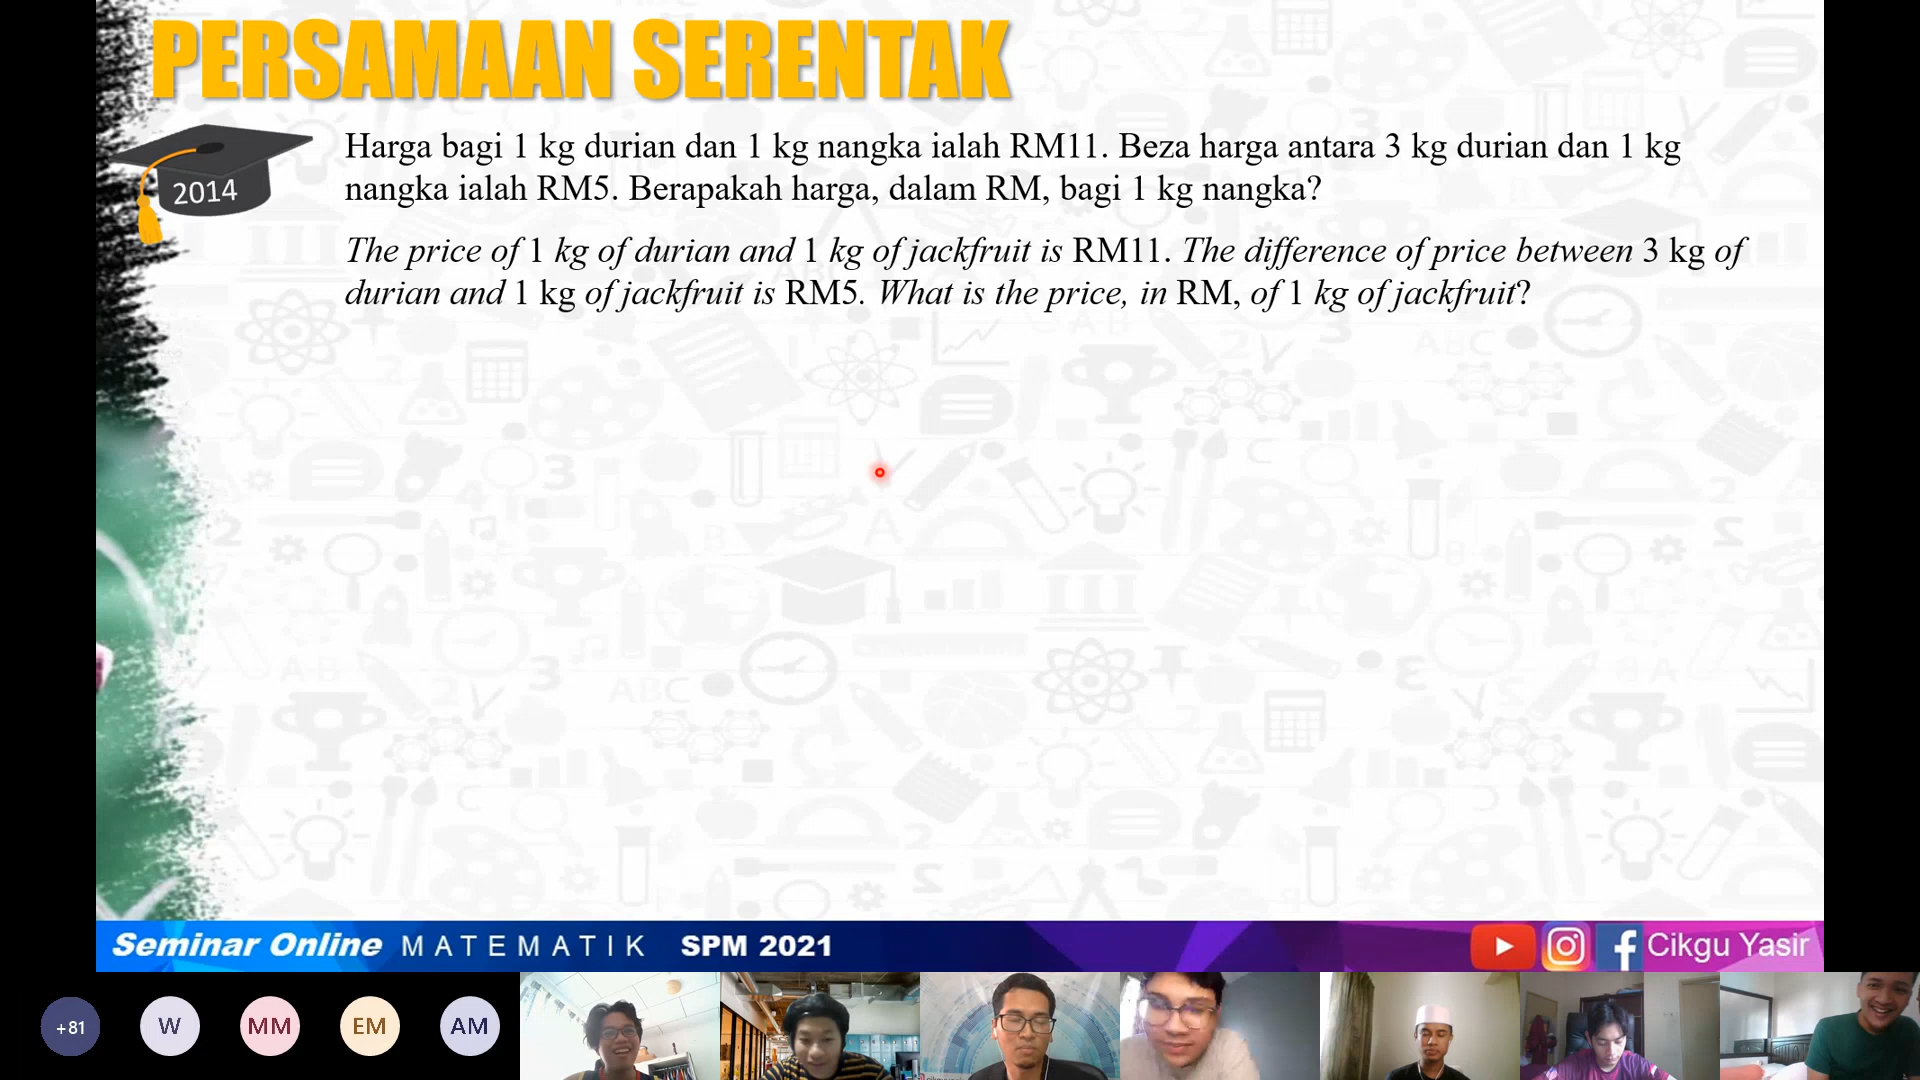 PERSAMAAN SERENTAK
2014
Harga bagi 1 kg durian dan 1 kg nangka ialah RM11. Beza harga antara 3 kg durian dan 1 kg
nangka ialah RM5. Berapakah harga, dalam RM, bagi 1 kg nangka?
The price of 1 kg of durian and 1 kg of jackfruit is RM11. The difference of price between 3 kg of
durian and 1 kg of jackfruit is RM5. What is the price, in RM, of 1 kg of jackfruit?
Seminar Online MATEMATIK SPM 2021
Cikgu Yasir
+81
W
MM
EM
AM